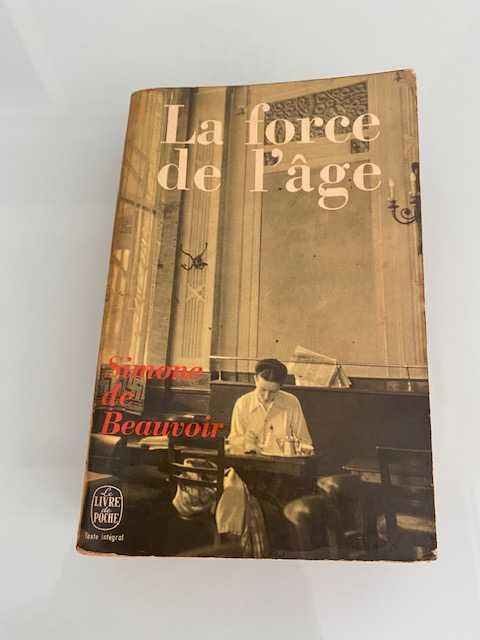 La force
de l'âge
Simone
de
Beauvoir
Le
LIVRE
de
POCHE
Texte intégral